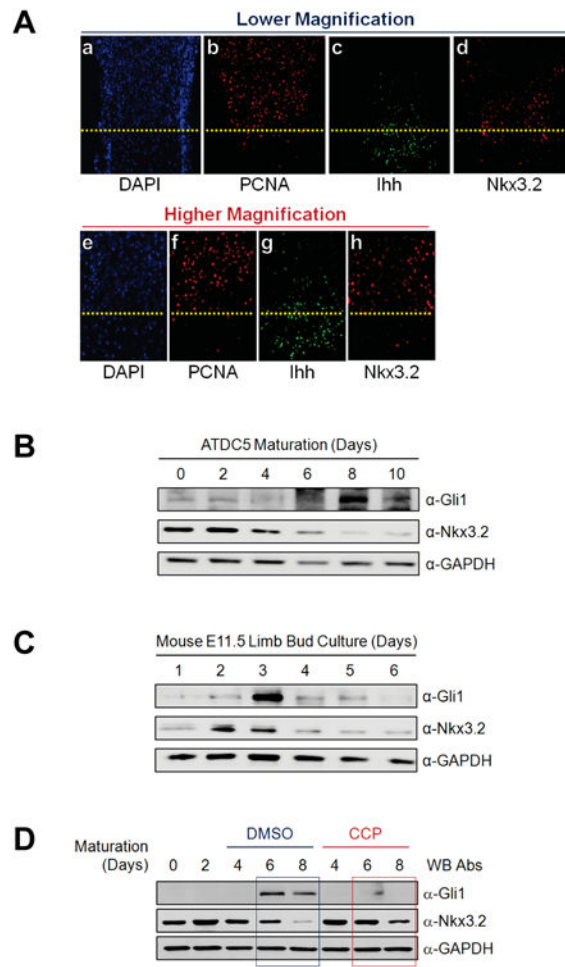 A
Lower Magnification
a b c d
DAPI PCNA Ihh Nkx3.2
Higher Magnification
e f g h
DAPI PCNA Ihh Nkx3.2
B
ATDC5 Maturation (Days)
0 2 4 6 8 10
α-Gli1
α-Nkx3.2
α-GAPDH
C
Mouse E11.5 Limb Bud Culture (Days)
1 2 3 4 5 6
α-Gli1
α-Nkx3.2
α-GAPDH
D
DMSO CCP
Maturation
(Days) 0 2 4 6 8 4 6 8 WB Abs
α-Gli1
α-Nkx3.2
α-GAPDH